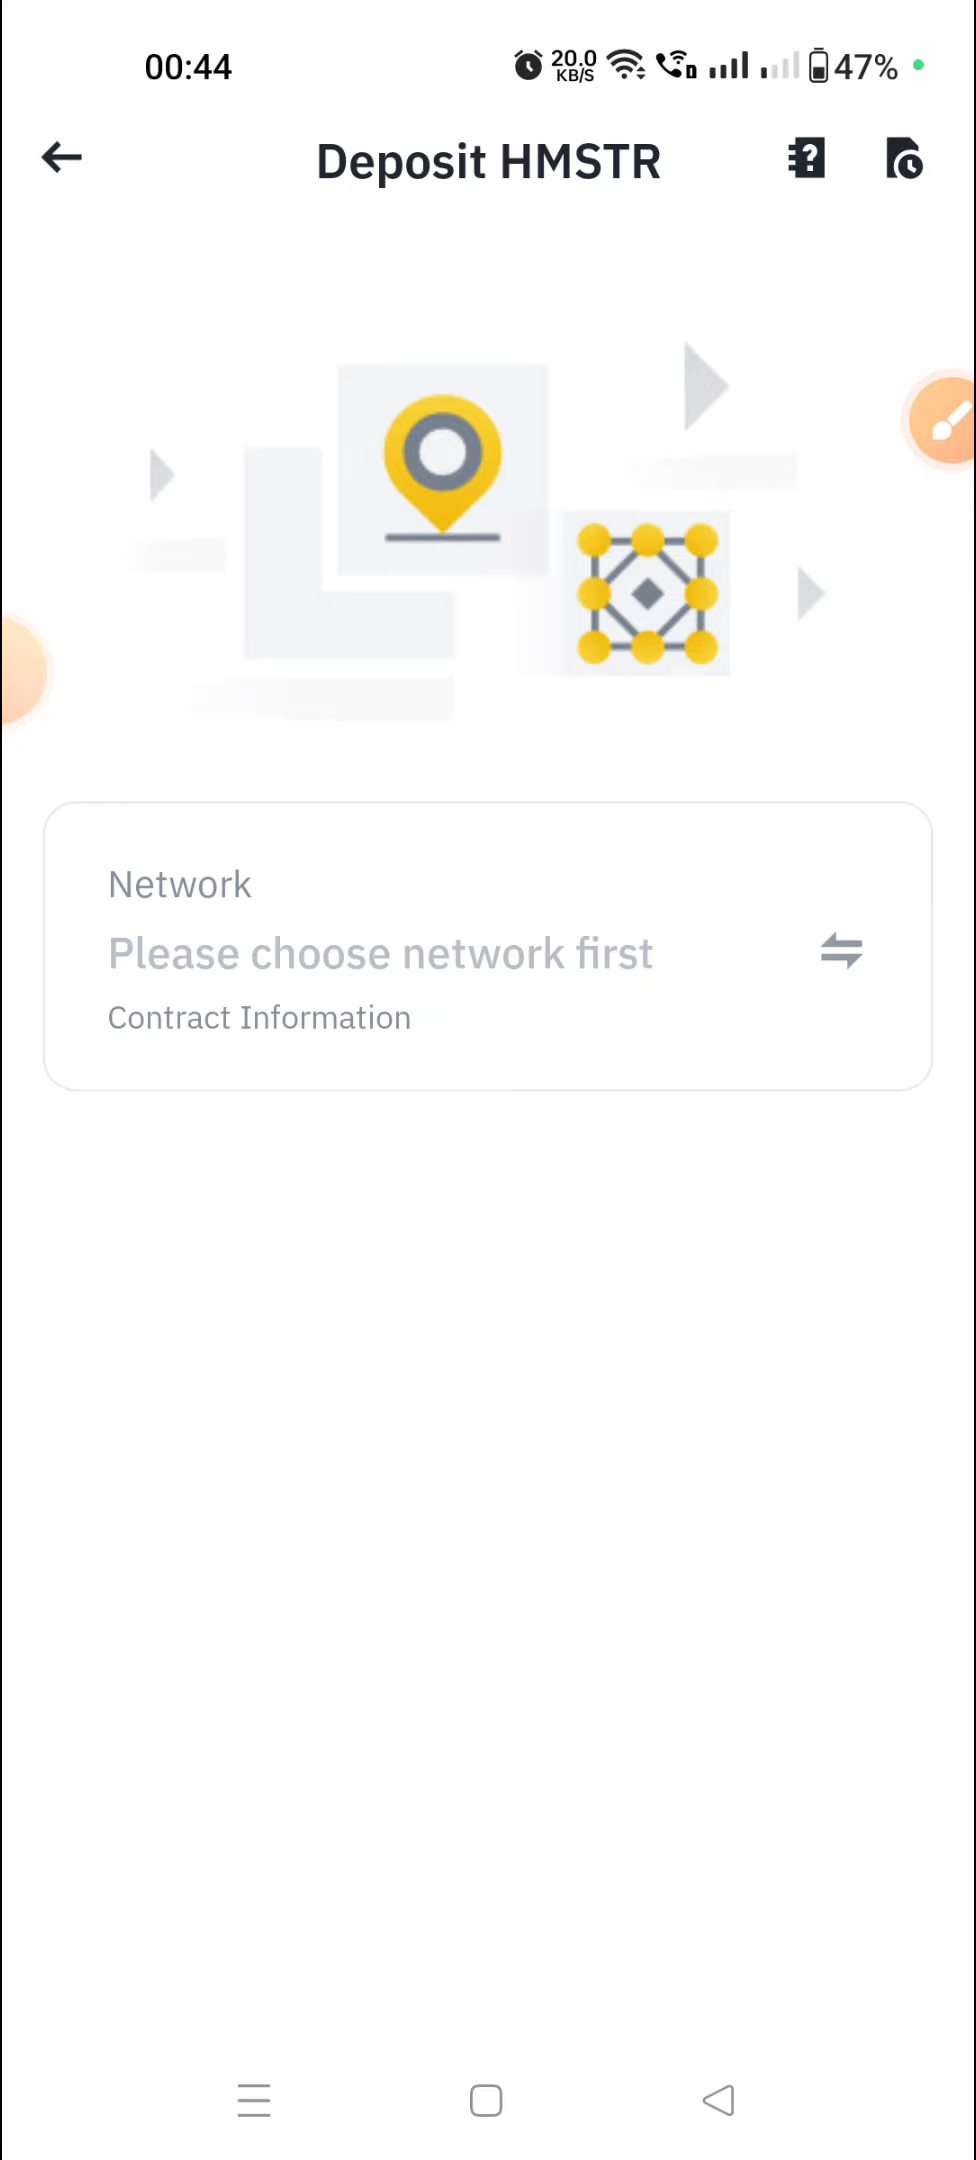 00:44
20.0
KB/S
47%
Deposit HMSTR
Network
Please choose network first
Contract Information